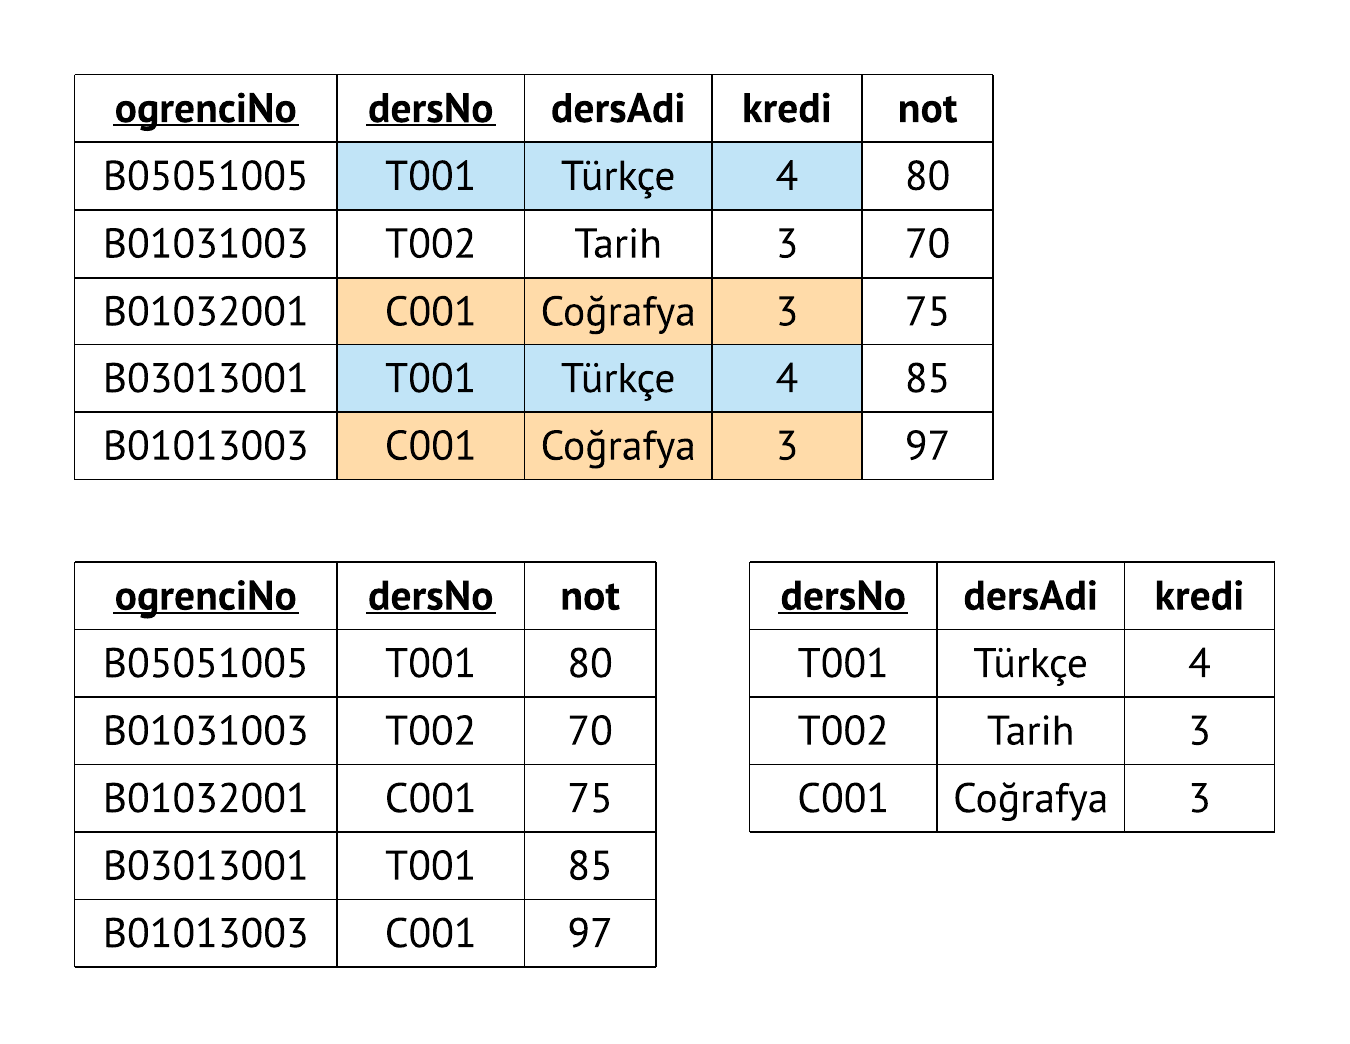 ogrenciNo dersNo dersAdi kredi not
B05051005 T001 Türkçe 4 80
B01031003 T002 Tarih 3 70
B01032001 C001 Coğrafya 3 75
B03013001 T001 Türkçe 4 85
B01013003 C001 Coğrafya 3 97
ogrenciNo dersNo not
B05051005 T001 80
B01031003 T002 70
B01032001 C001 75
B03013001 T001 85
B01013003 C001 97
dersNo dersAdi kredi
T001 Türkçe 4
T002 Tarih 3
C001 Coğrafya 3